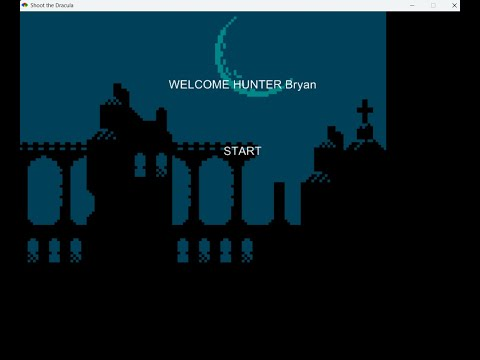 Shoot the Dracula
WELCOME HUNTER Bryan
START